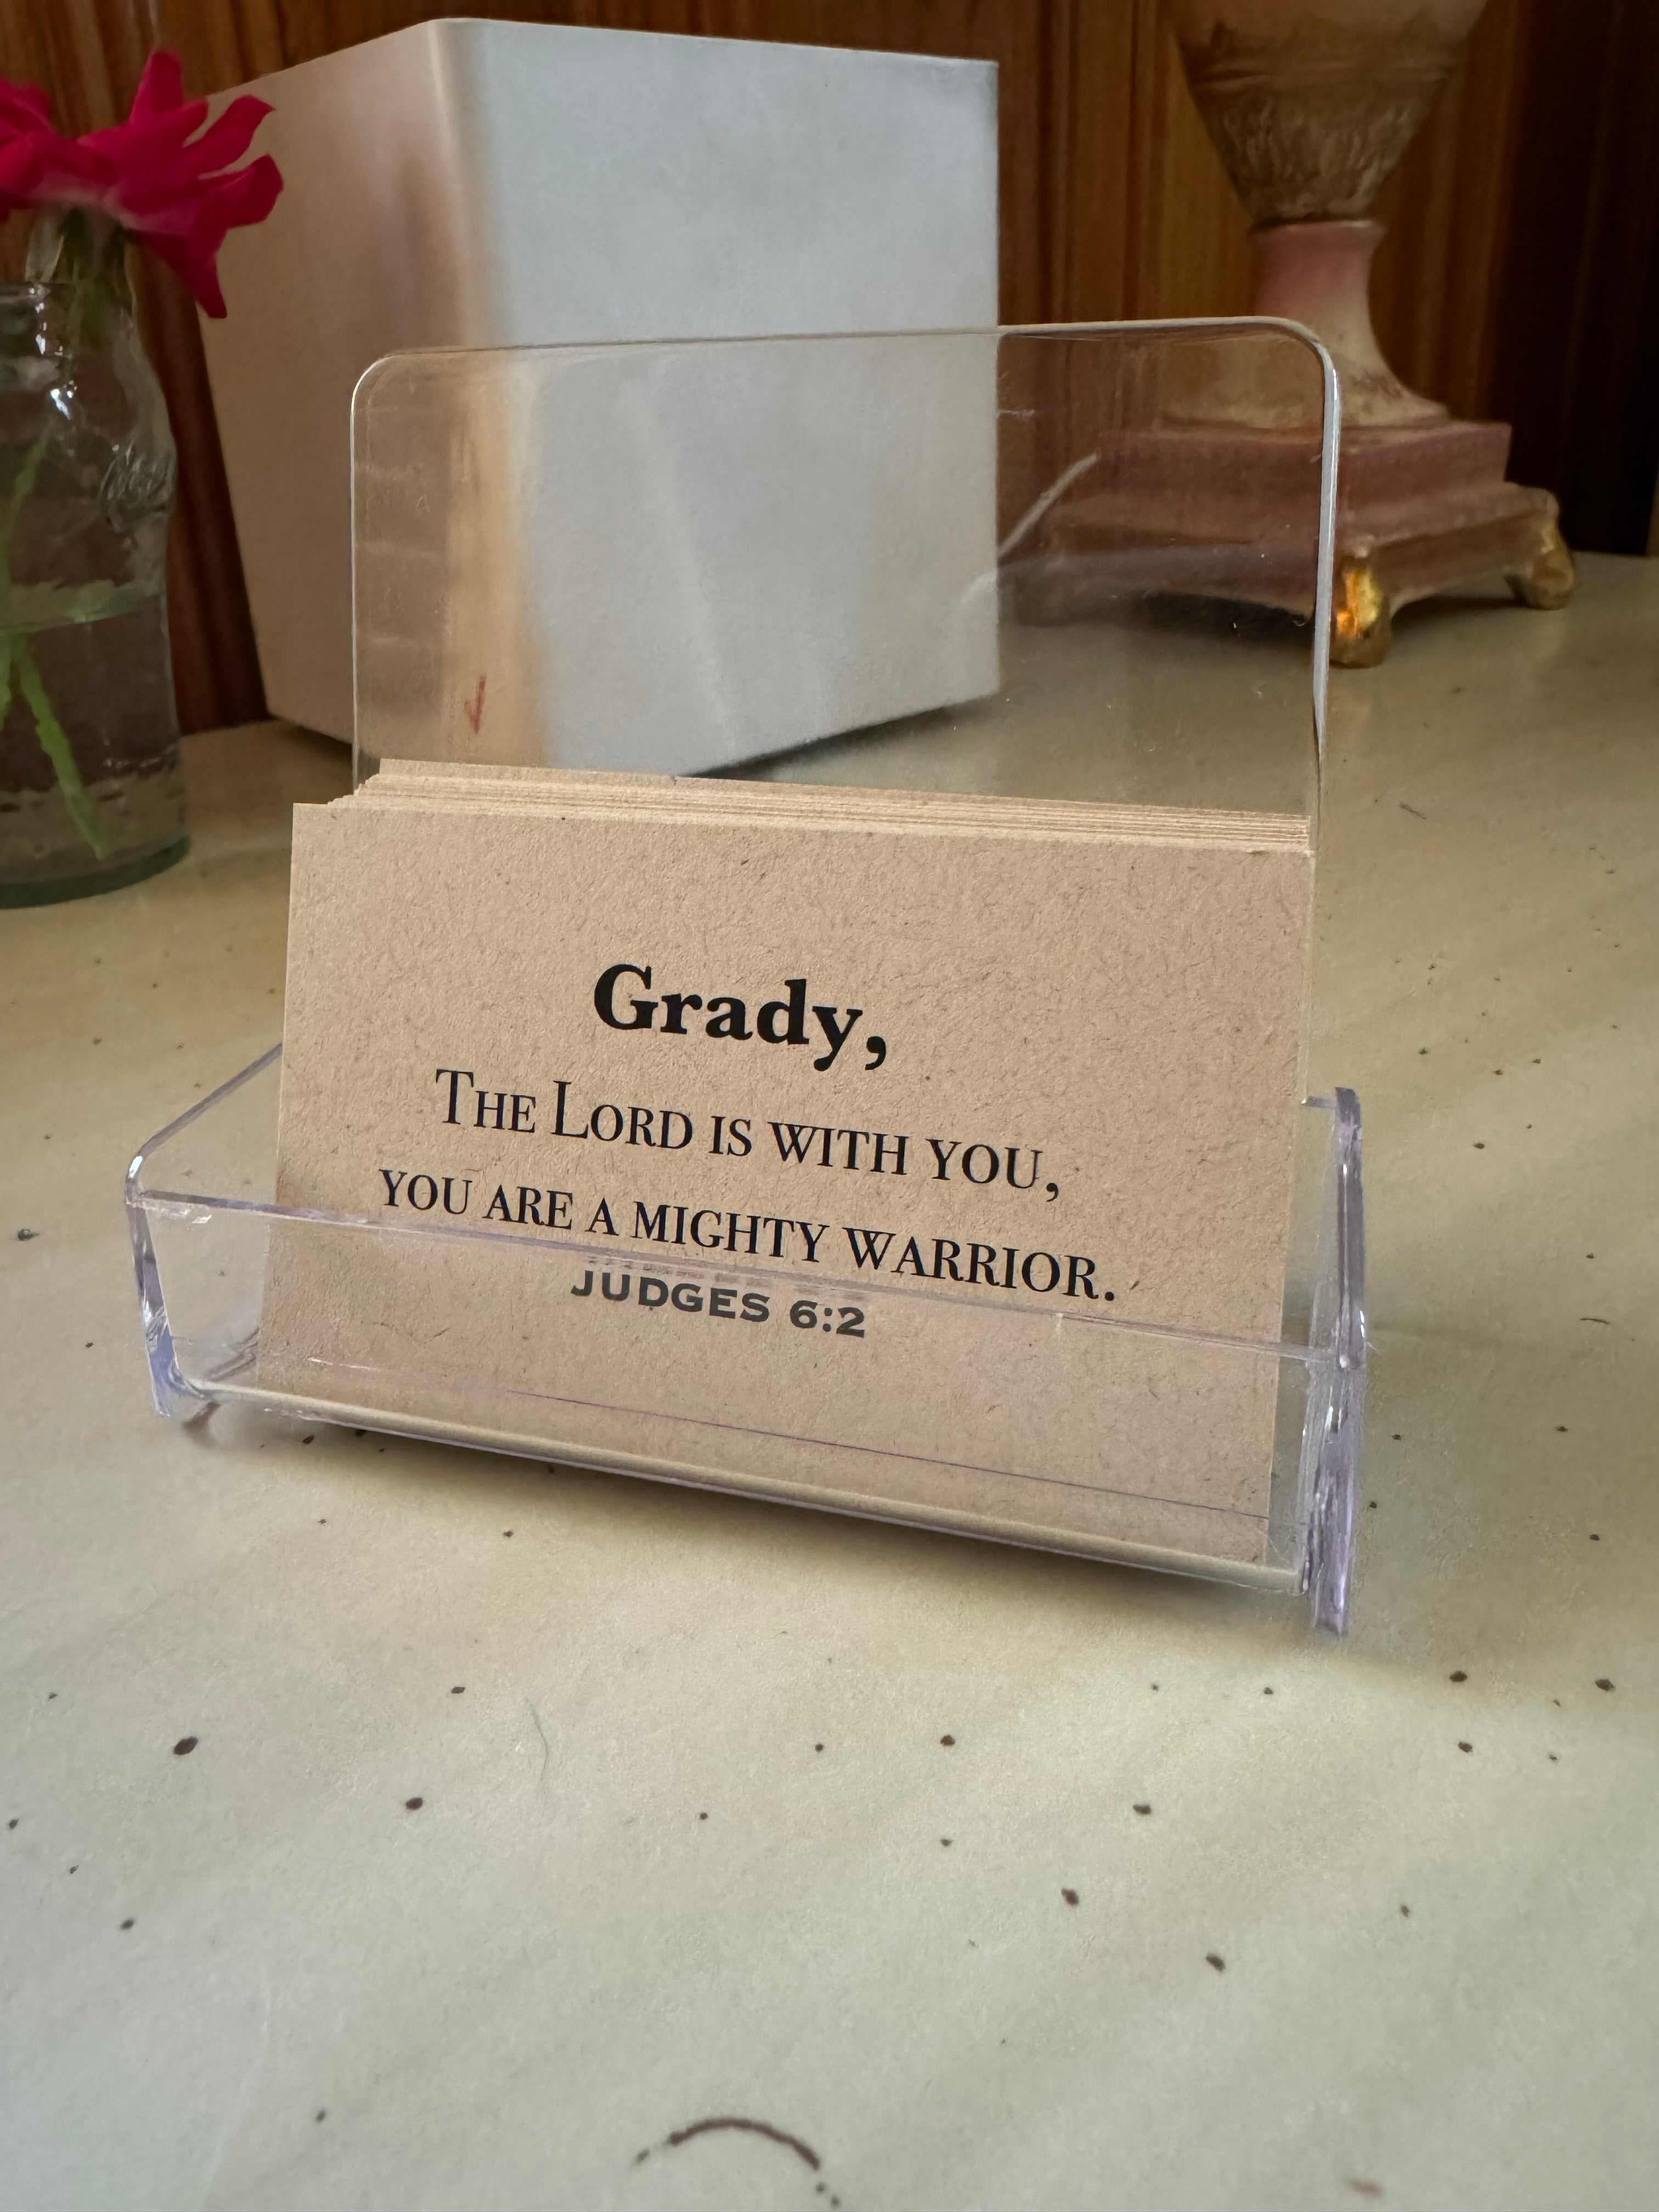 Grady,
THE LORD IS WITH YOU,
YOU ARE A MIGHTY WARRIOR.
JUDGES 6:2